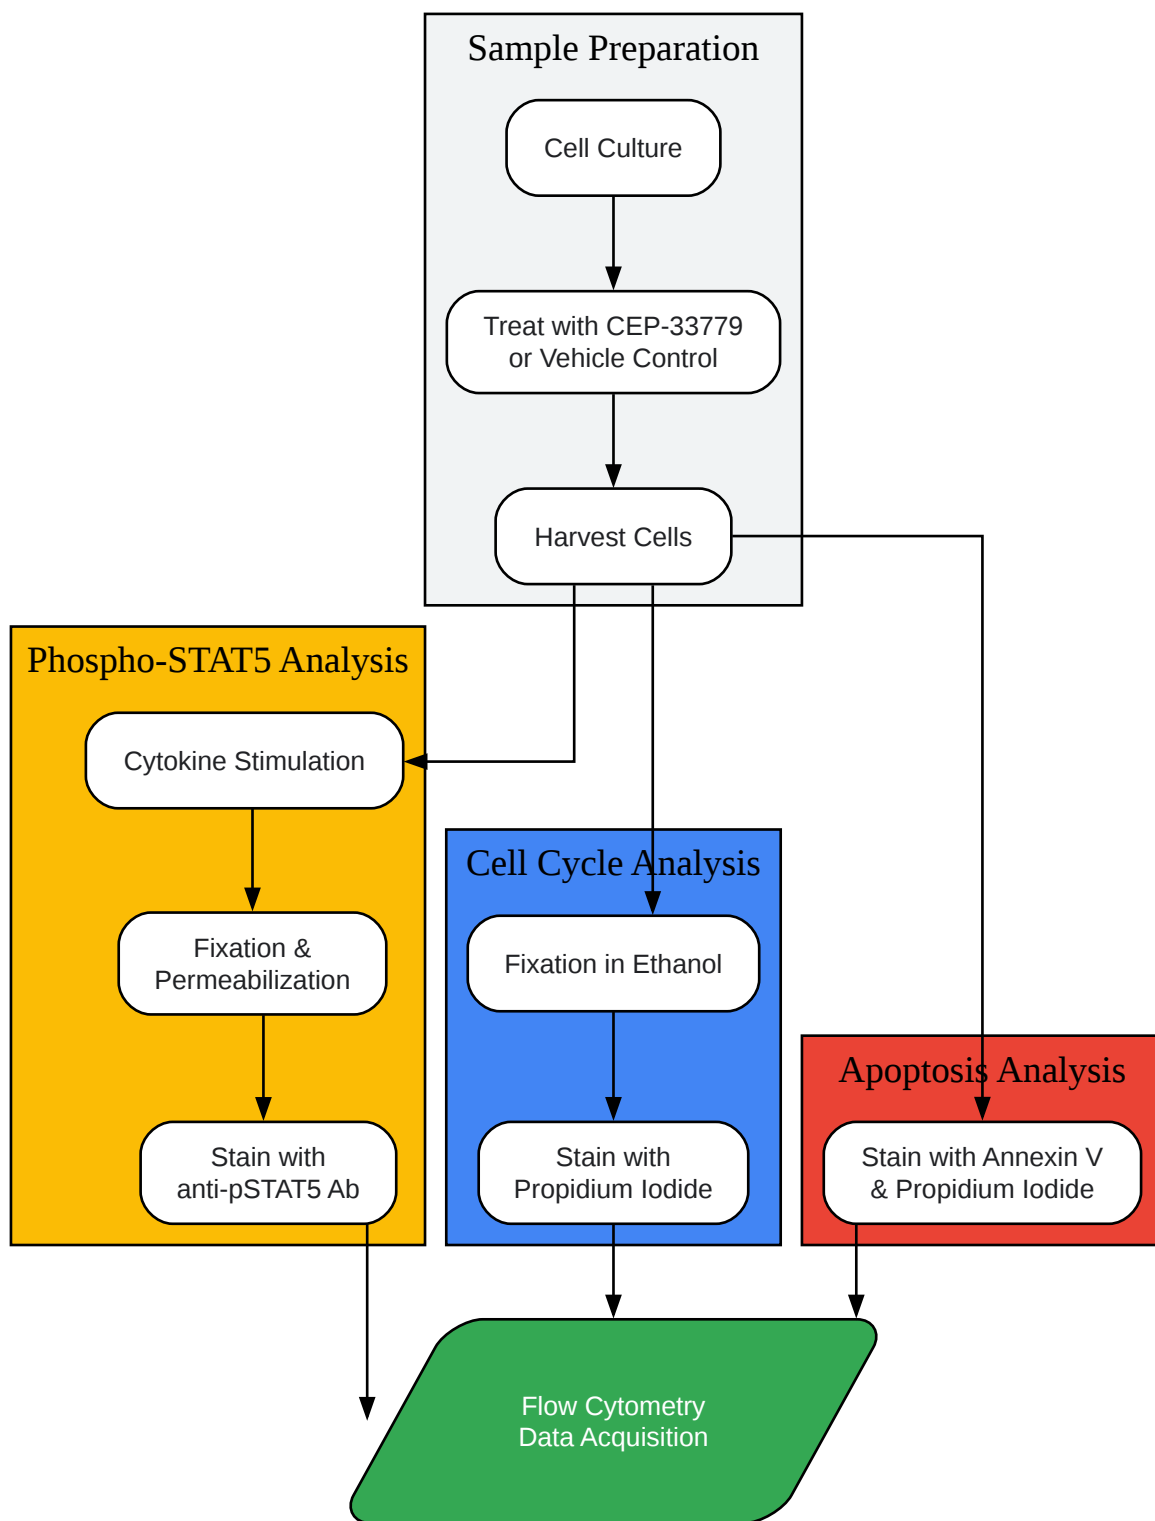 Sample Preparation
Cell Culture
Treat with CEP-33779
or Vehicle Control
Harvest Cells
Phospho-STAT5 Analysis
Cytokine Stimulation
Fixation &
Permeabilization
Stain with
anti-pSTAT5 Ab
Cell Cycle Analysis
Fixation in Ethanol
Stain with
Propidium Iodide
Apoptosis Analysis
Stain with Annexin V
& Propidium Iodide
Flow Cytometry
Data Acquisition